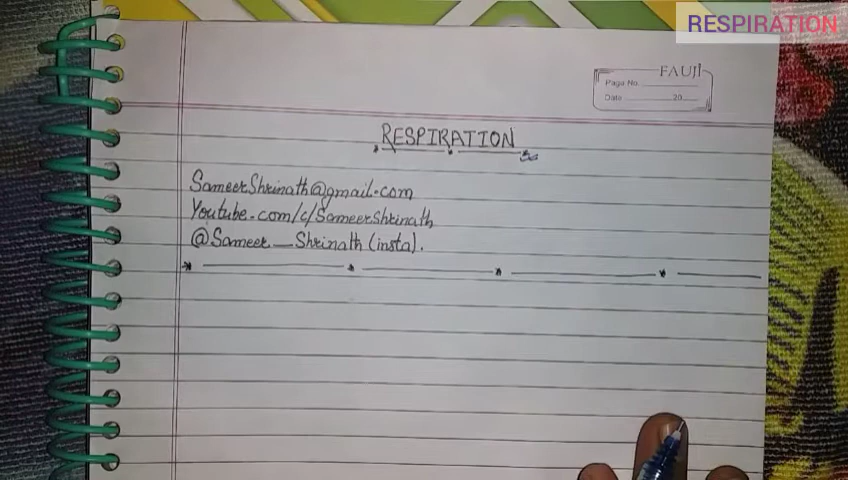 RESPIRATION
FAUJI
Page No.
Date 20
RESPIRATION
SameerShrinath@gmail.com
Youtube.com/c/SameerShrinath
@Sameer_Shrinath (insta).